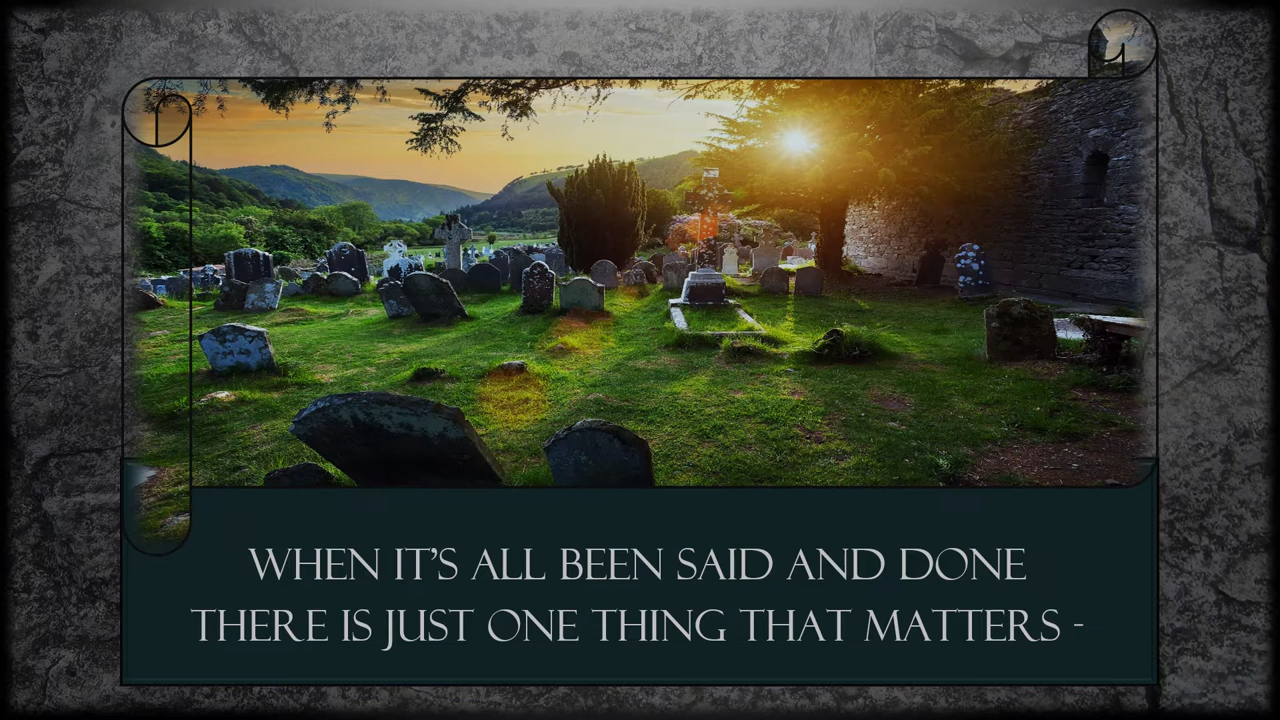 WHEN IT'S ALL BEEN SAID AND DONE
THERE IS JUST ONE THING THAT MATTERS -